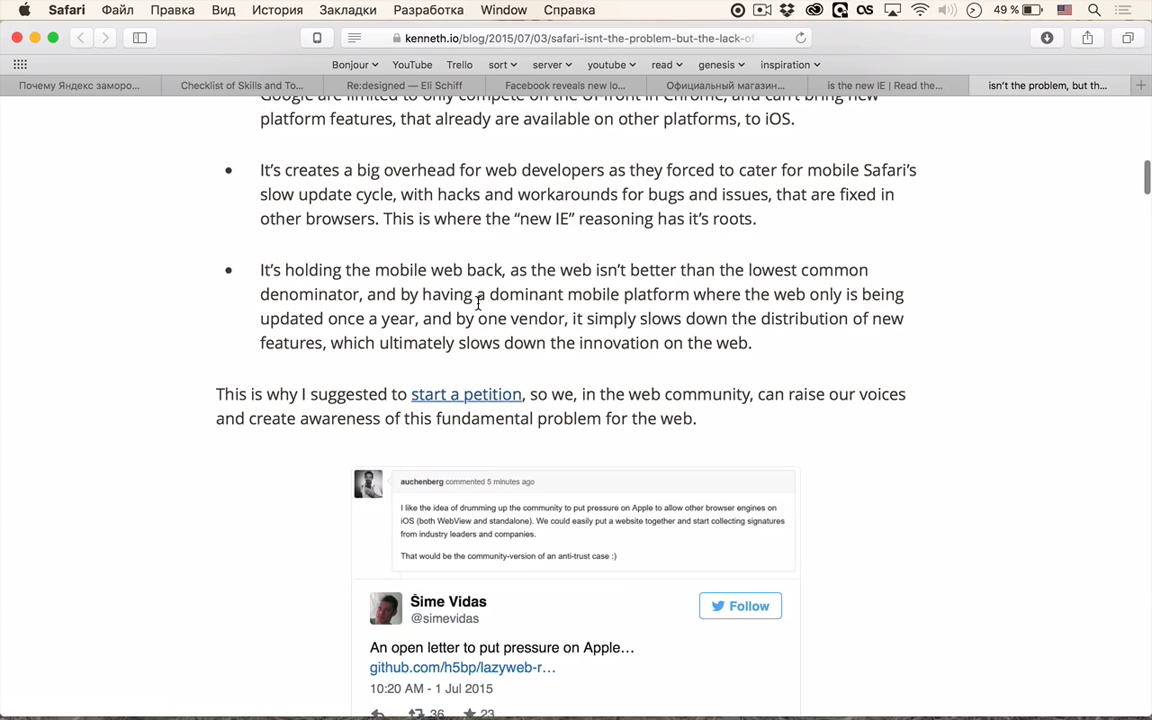 Safari Файл Правка Вид История Закладки Разработка Window Справка 49 %
kenneth.io/blog/2015/07/03/safari-isnt-the-problem-but-the-lack-of
Bonjour YouTube Trello sort server youtube read genesis inspiration
Почему Яндекс заморо... Checklist of Skills and To... Re:designed — Eli Schiff Facebook reveals new lo... Официальный магазин... is the new IE | Read the... isn't the problem, but th...
Google are limited to only compete on the UI front in Chrome, and can't bring new
platform features, that already are available on other platforms, to iOS.
• It's creates a big overhead for web developers as they forced to cater for mobile Safari's
slow update cycle, with hacks and workarounds for bugs and issues, that are fixed in
other browsers. This is where the “new IE” reasoning has it's roots.
• It's holding the mobile web back, as the web isn't better than the lowest common
denominator, and by having a dominant mobile platform where the web only is being
updated once a year, and by one vendor, it simply slows down the distribution of new
features, which ultimately slows down the innovation on the web.
This is why I suggested to start a petition, so we, in the web community, can raise our voices
and create awareness of this fundamental problem for the web.
auchenberg commented 5 minutes ago
I like the idea of drumming up the community to put pressure on Apple to allow other browser engines on
iOS (both WebView and standalone). We could easily put a website together and start collecting signatures
from industry leaders and companies.
That would be the community-version of an anti-trust case :)
Šime Vidas
@simevidas
Follow
An open letter to put pressure on Apple…
github.com/h5bp/lazyweb-r…
10:20 AM - 1 Jul 2015
36 23